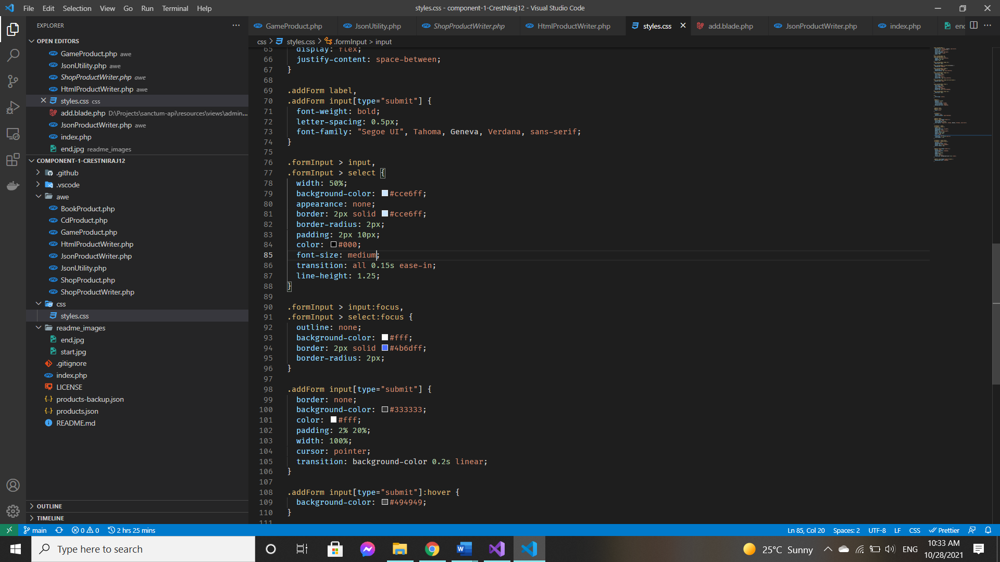 File Edit Selection View Go Run Terminal Help
styles.css - component-1-CrestNiraj12 - Visual Studio Code
EXPLORER
OPEN EDITORS
GameProduct.php awe
JsonUtility.php awe
ShopProductWriter.php awe
HtmlProductWriter.php awe
styles.css css
add.blade.php D:\Projects\sanctum-api\resources\views\admin...
JsonProductWriter.php awe
index.php
end.jpg readme_images
COMPONENT-1-CRESTNIRAJ12
.github
.vscode
awe
BookProduct.php
CdProduct.php
GameProduct.php
HtmlProductWriter.php
JsonProductWriter.php
JsonUtility.php
ShopProduct.php
ShopProductWriter.php
css
styles.css
readme_images
end.jpg
start.jpg
.gitignore
index.php
LICENSE
products-backup.json
products.json
README.md
OUTLINE
TIMELINE
GameProduct.php JsonUtility.php ShopProductWriter.php HtmlProductWriter.php styles.css add.blade.php JsonProductWriter.php index.php enc
css > styles.css > .formInput > input
65 display: flex;
66 justify-content: space-between;
67 }
68
69 .addForm label,
70 .addForm input[type="submit"] {
71 font-weight: bold;
72 letter-spacing: 0.5px;
73 font-family: "Segoe UI", Tahoma, Geneva, Verdana, sans-serif;
74 }
75
76 .formInput > input,
77 .formInput > select {
78 width: 50%;
79 background-color: #cce6ff;
80 appearance: none;
81 border: 2px solid #cce6ff;
82 border-radius: 2px;
83 padding: 2px 10px;
84 color: #000;
85 font-size: medium;
86 transition: all 0.15s ease-in;
87 line-height: 1.25;
88 }
89
90 .formInput > input:focus,
91 .formInput > select:focus {
92 outline: none;
93 background-color: #fff;
94 border: 2px solid #4b6dff;
95 border-radius: 2px;
96 }
97
98 .addForm input[type="submit"] {
99 border: none;
100 background-color: #333333;
101 color: #fff;
102 padding: 2% 20%;
103 width: 100%;
104 cursor: pointer;
105 transition: background-color 0.2s linear;
106 }
107
108 .addForm input[type="submit"]:hover {
109 background-color: #494949;
110 }
111
main 0 0 2 hrs 25 mins
Ln 85, Col 20 Spaces: 2 UTF-8 LF CSS Prettier
Type here to search
25°C Sunny ENG
10:33 AM
10/28/2021